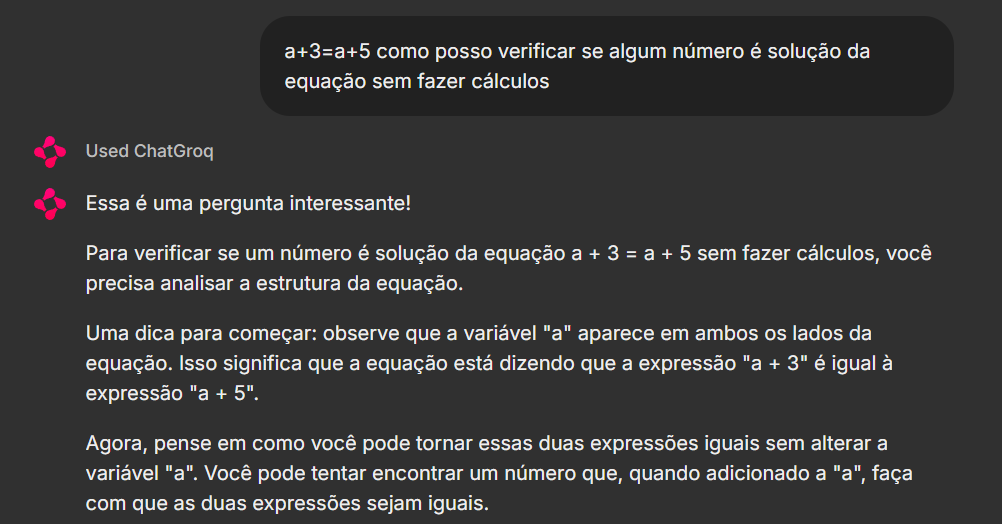 a+3=a+5 como posso verificar se algum número é solução da
equação sem fazer cálculos
Used ChatGroq
Essa é uma pergunta interessante!
Para verificar se um número é solução da equação a + 3 = a + 5 sem fazer cálculos, você
precisa analisar a estrutura da equação.
Uma dica para começar: observe que a variável "a" aparece em ambos os lados da
equação. Isso significa que a equação está dizendo que a expressão "a + 3" é igual à
expressão "a + 5".
Agora, pense em como você pode tornar essas duas expressões iguais sem alterar a
variável "a". Você pode tentar encontrar um número que, quando adicionado a "a", faça
com que as duas expressões sejam iguais.